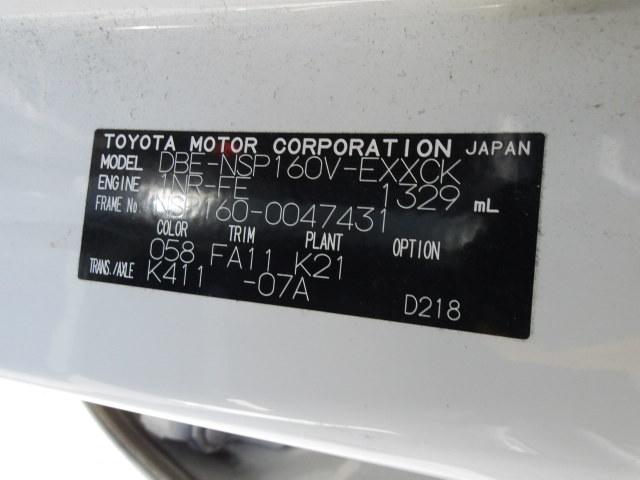 TOYOTA MOTOR CORPORATION JAPAN
MODEL DBE-NSP160V-EXXCK
ENGINE 1NR-FE 1329 mL
FRAME No. NSP160-0047431
COLOR TRIM PLANT OPTION
058 FA11 K21
TRANS./AXLE K411 -07A
D218